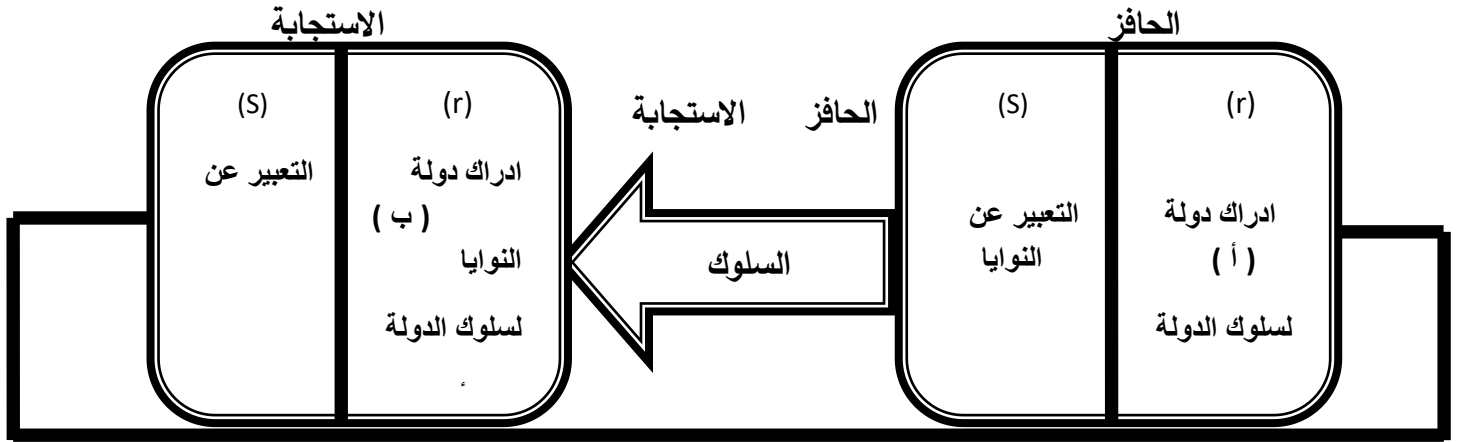 الحافز
الاستجابة
(r)
ادراك دولة
( أ )
لسلوك الدولة
(S)
التعبير عن
النوايا
الحافز الاستجابة
السلوك
(r)
ادراك دولة
( ب )
النوايا
لسلوك الدولة
أ
(S)
التعبير عن